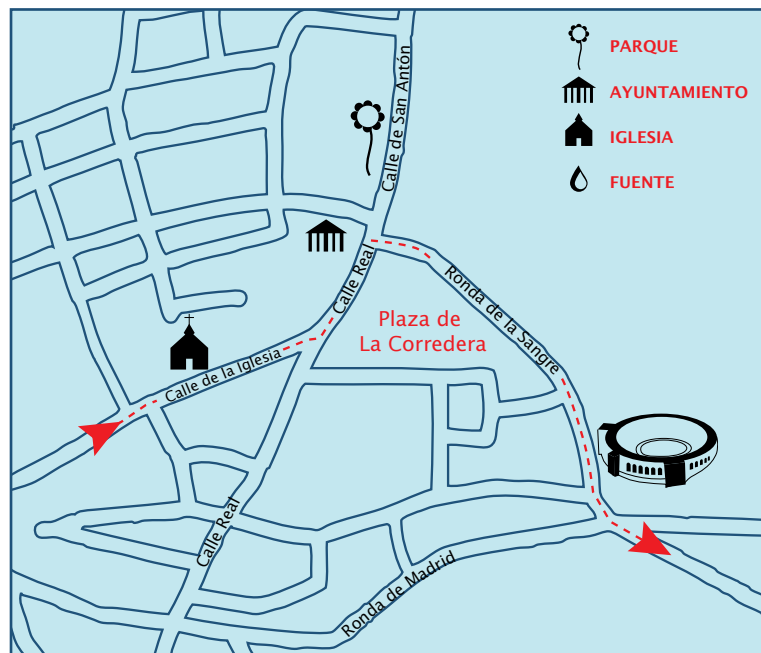 PARQUE
AYUNTAMIENTO
IGLESIA
FUENTE
Calle de San Antón
Calle Real
Ronda de la Sangre
Plaza de
La Corredera
Calle de la Iglesia
Calle Real
Ronda de Madrid